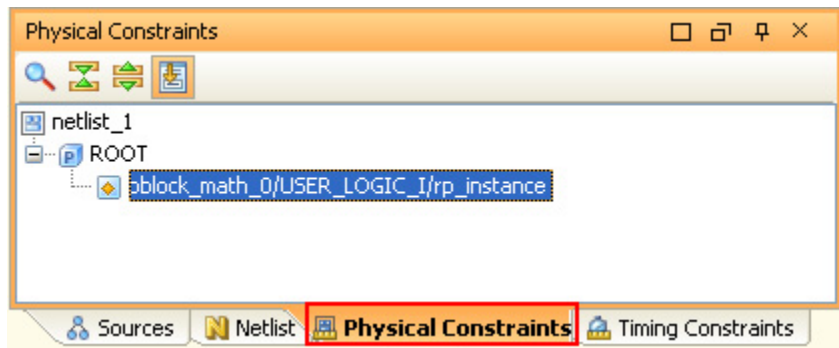 Physical Constraints
netlist_1
ROOT
pblock_math_0/USER_LOGIC_I/rp_instance
Sources Netlist Physical Constraints Timing Constraints